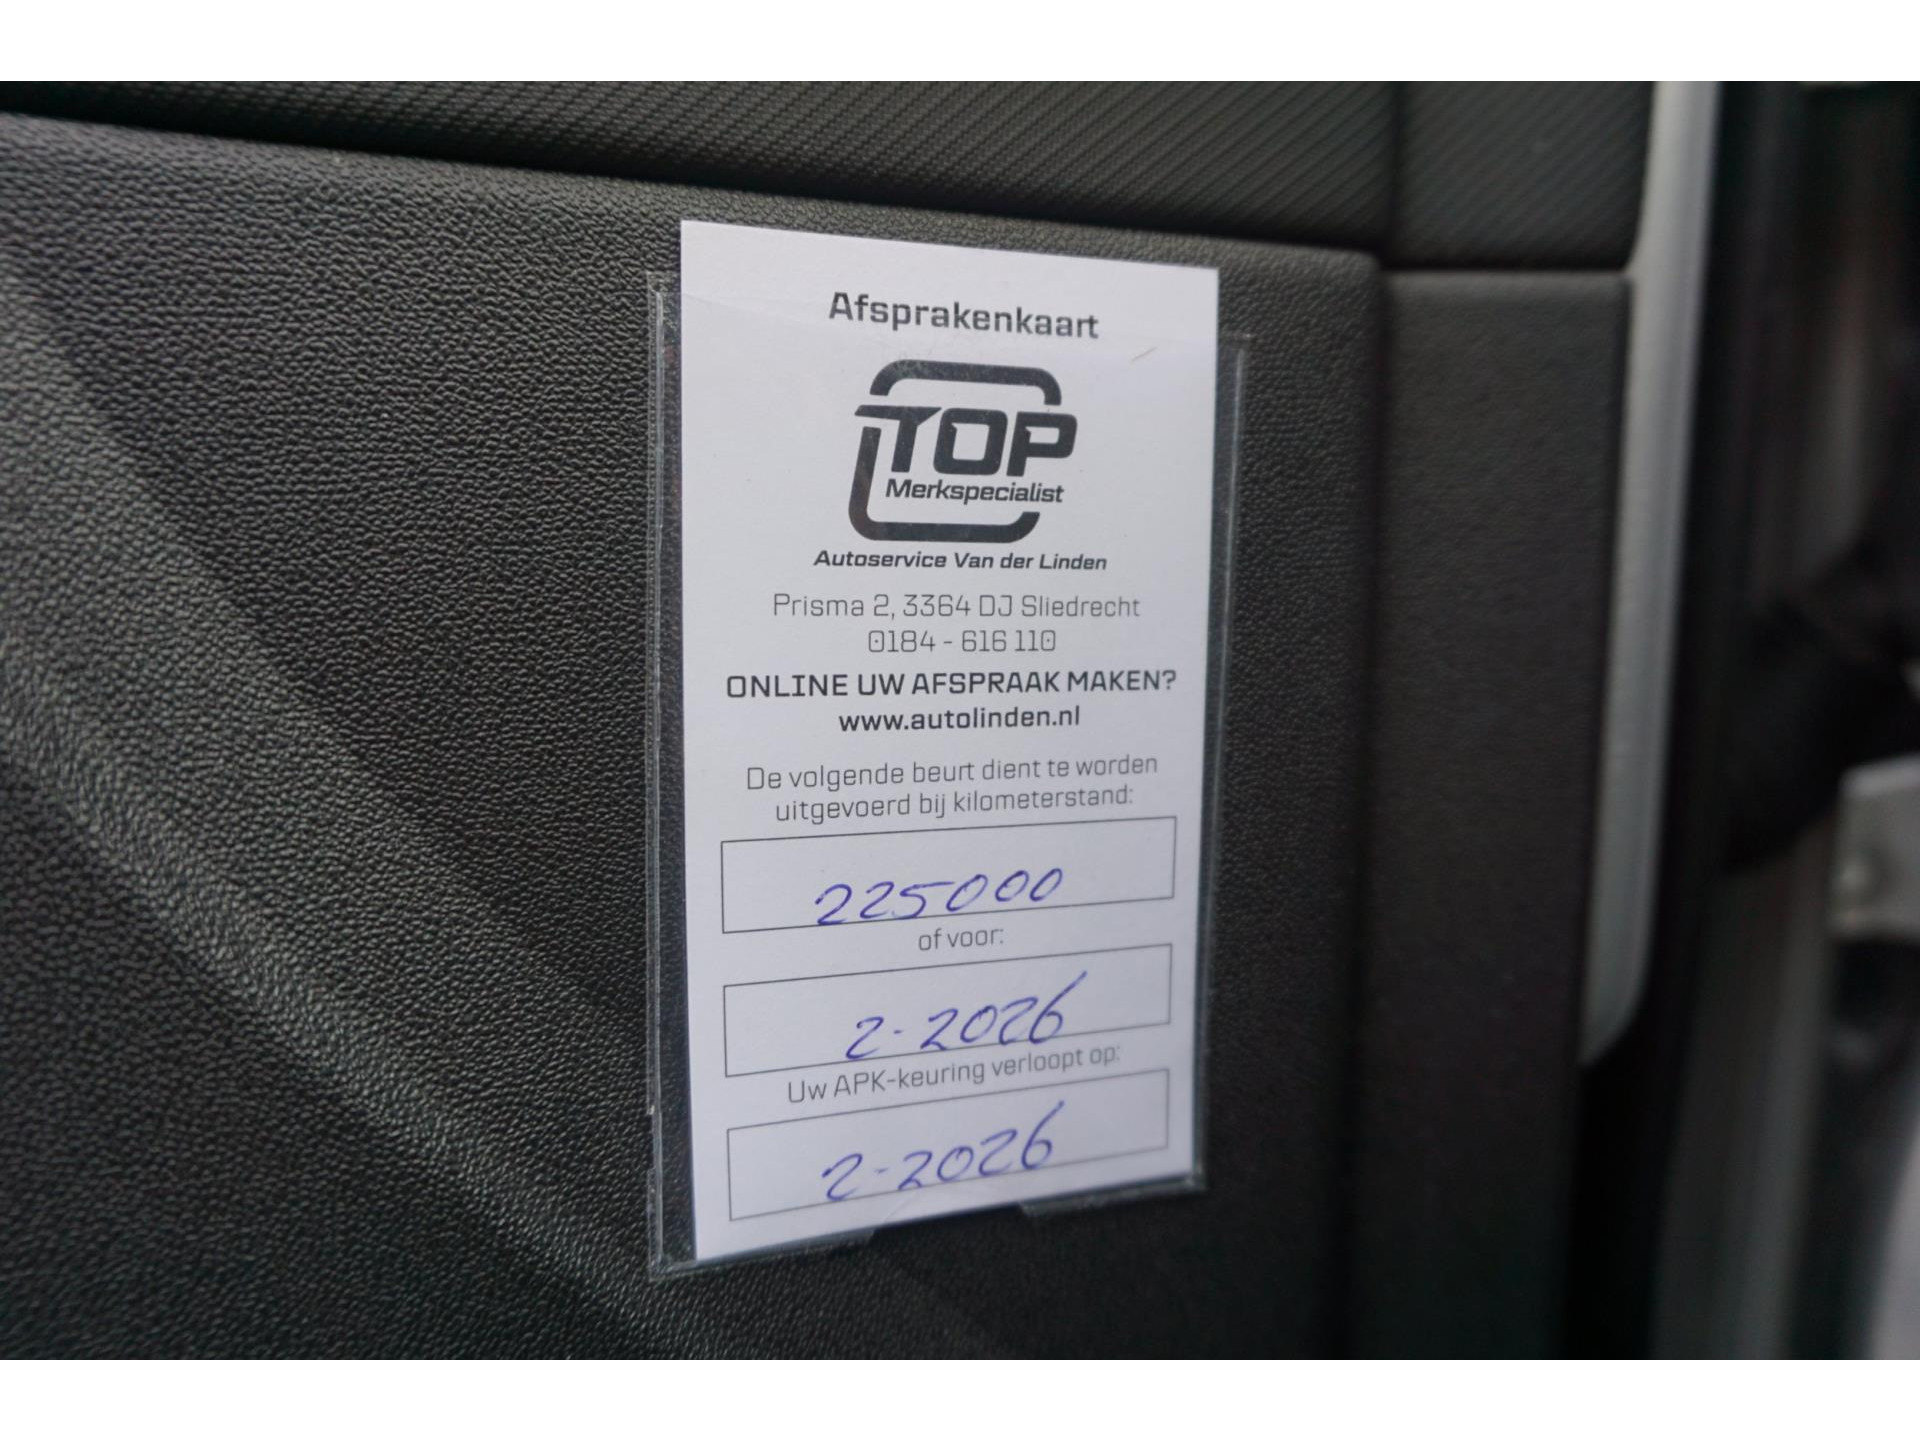 Afsprakenkaart
TOP
Merkspecialist
Autoservice Van der Linden
Prisma 2, 3364 DJ Sliedrecht
0184 - 616 110
ONLINE UW AFSPRAAK MAKEN?
www.autolinden.nl
De volgende beurt dient te worden
uitgevoerd bij kilometerstand:
225000
of voor:
2-2026
Uw APK-keuring verloopt op:
2-2026